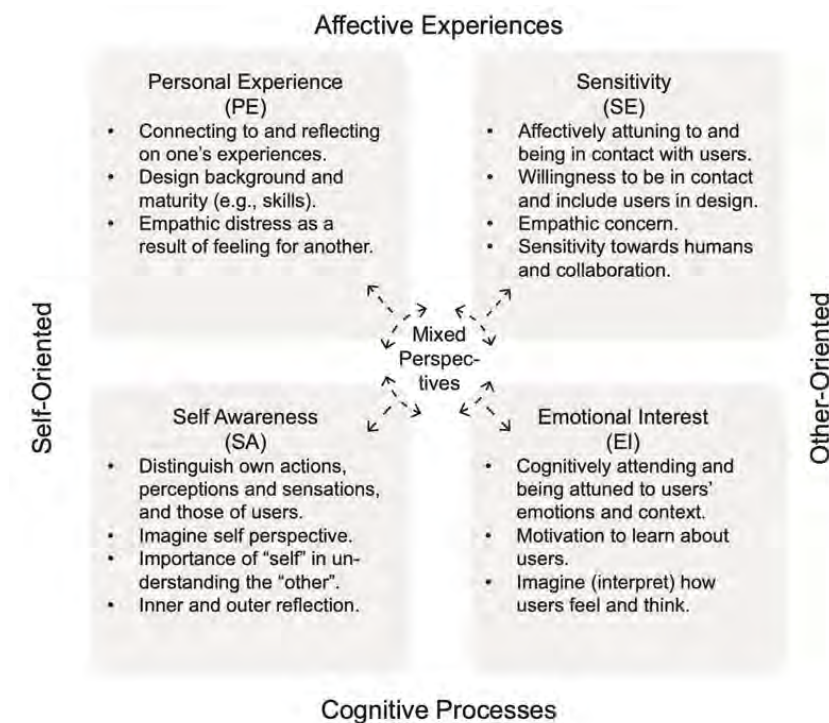 Affective Experiences
Personal Experience
(PE)
• Connecting to and reflecting
on one's experiences.
• Design background and
maturity (e.g., skills).
• Empathic distress as a
result of feeling for another.
Sensitivity
(SE)
• Affectively attuning to and
being in contact with users.
• Willingness to be in contact
and include users in design.
• Empathic concern.
• Sensitivity towards humans
and collaboration.
Self-Oriented
Mixed
Perspec-
tives
Other-Oriented
Self Awareness
(SA)
• Distinguish own actions,
perceptions and sensations,
and those of users.
• Imagine self perspective.
• Importance of “self” in un-
derstanding the “other”.
• Inner and outer reflection.
Emotional Interest
(EI)
• Cognitively attending and
being attuned to users'
emotions and context.
• Motivation to learn about
users.
• Imagine (interpret) how
users feel and think.
Cognitive Processes